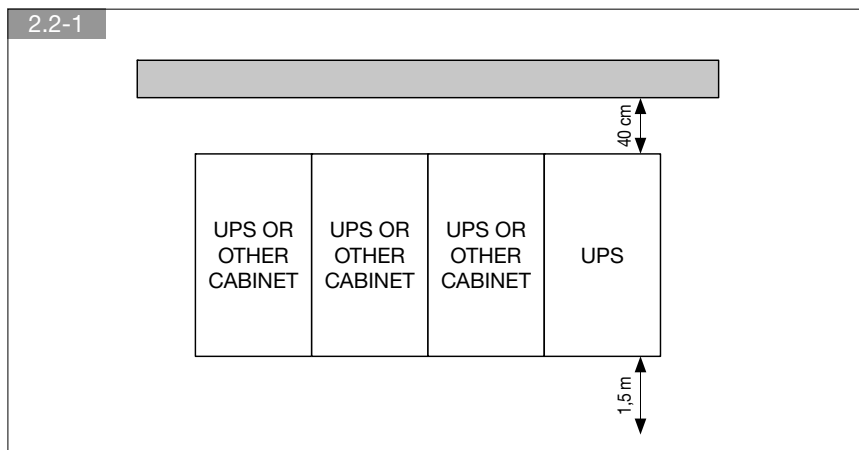 2.2-1
40 cm
UPS OR
OTHER
CABINET
UPS OR
OTHER
CABINET
UPS OR
OTHER
CABINET
UPS
1,5 m